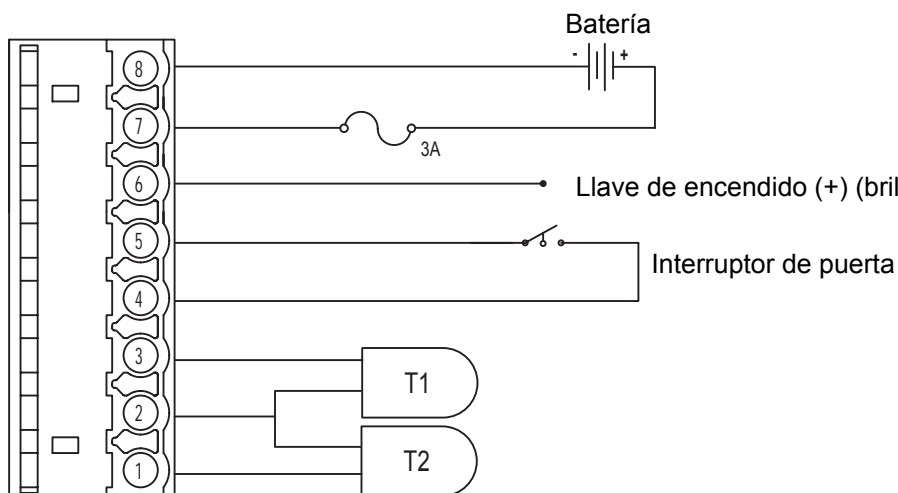 Batería
- +
8
7
3A
6
Llave de encendido (+) (bril
5
Interruptor de puerta
4
3
T1
2
T2
1